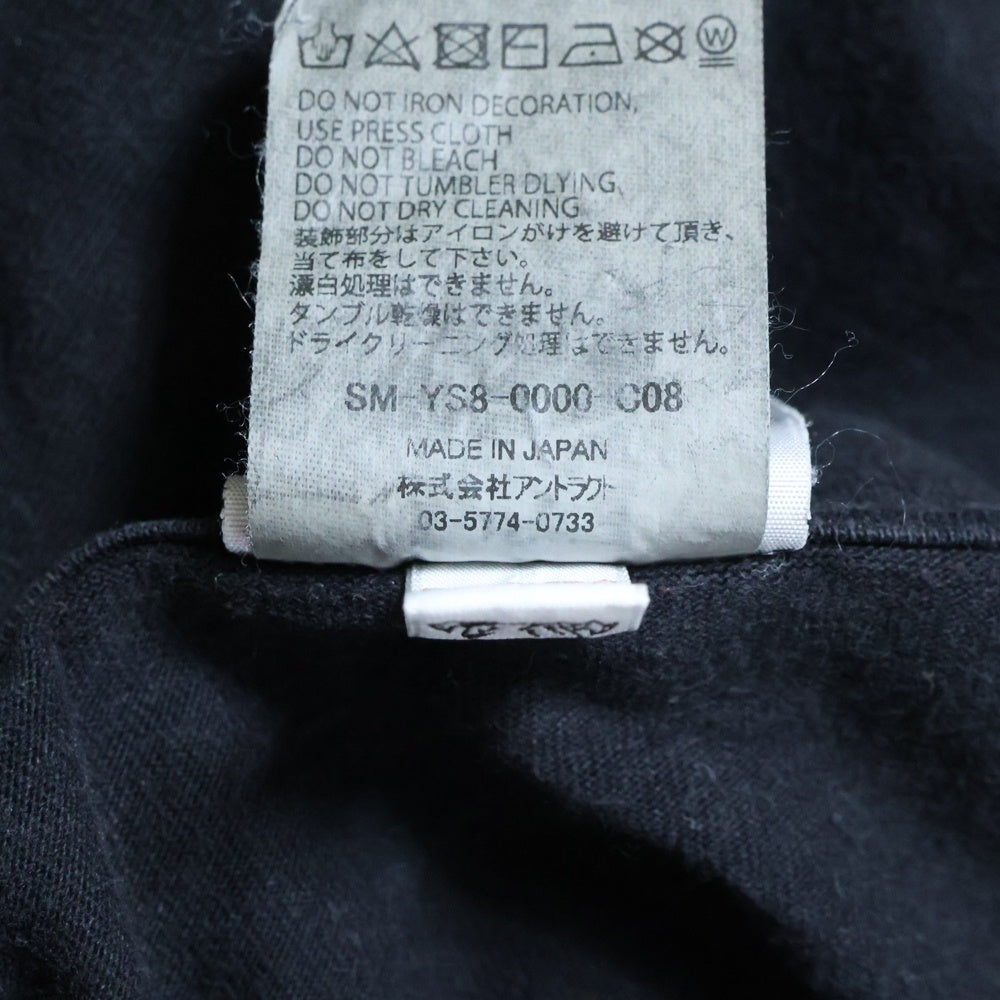 W
DO NOT IRON DECORATION,
USE PRESS CLOTH
DO NOT BLEACH
DO NOT TUMBLER DLYING,
DO NOT DRY CLEANING
装飾部分はアイロンがけを避けて頂き、
当て布をして下さい。
漂白処理はできません。
タンブル乾燥はできません。
ドライクリーニング処理はできません。
SM-YS8-0000 C08
MADE IN JAPAN
株式会社アントラクト
03-5774-0733